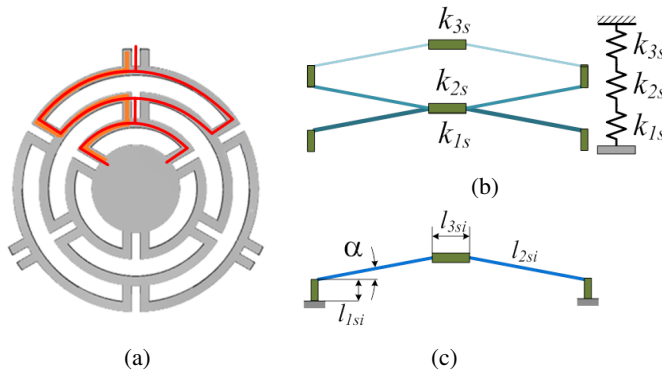 k3s
k2s
k1s
k3s
k2s
k1s
(b)
l3si
α
l2si
l1si
(a)
(c)